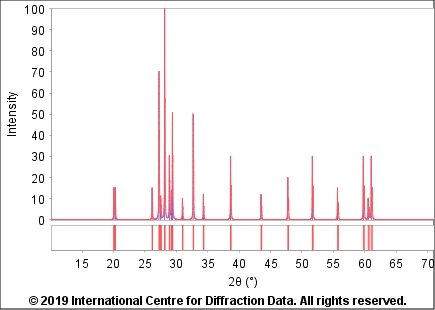 100
90
80
70
60
50
40
30
20
10
0
Intensity
15 20 25 30 35 40 45 50 55 60 65 70
2θ (°)
© 2019 International Centre for Diffraction Data. All rights reserved.